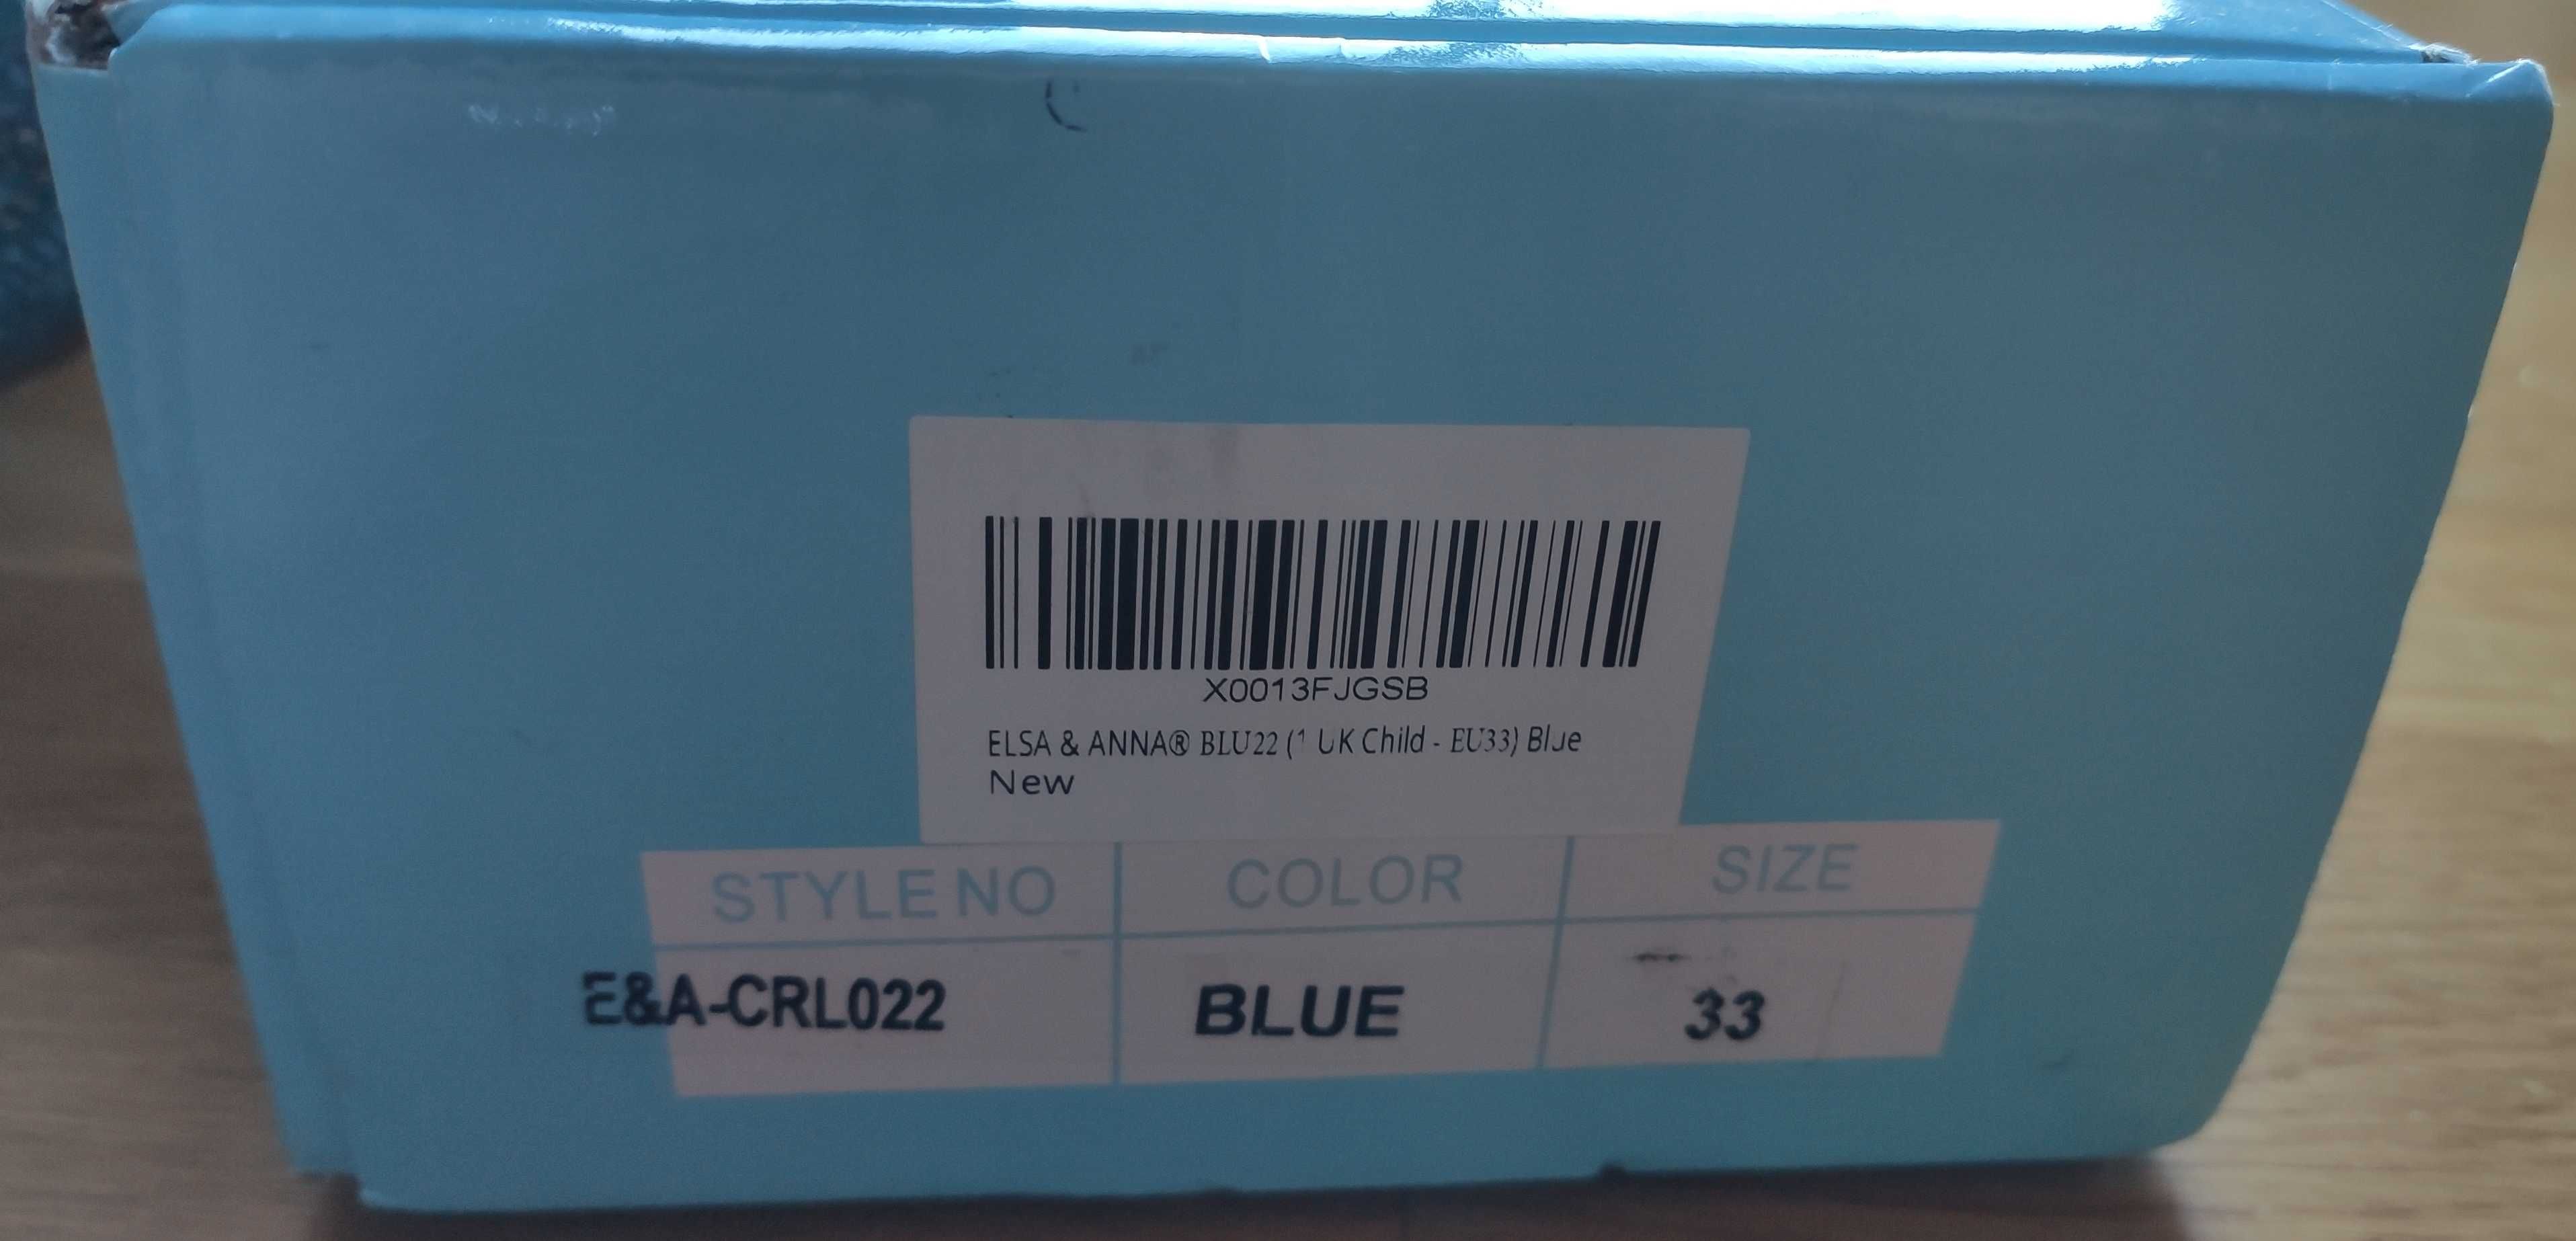 X0013FJGSB
ELSA & ANNA® BLU22 (1 UK Child - EU33) Blue
New
STYLE NO COLOR SIZE
E&A-CRL022 BLUE 33